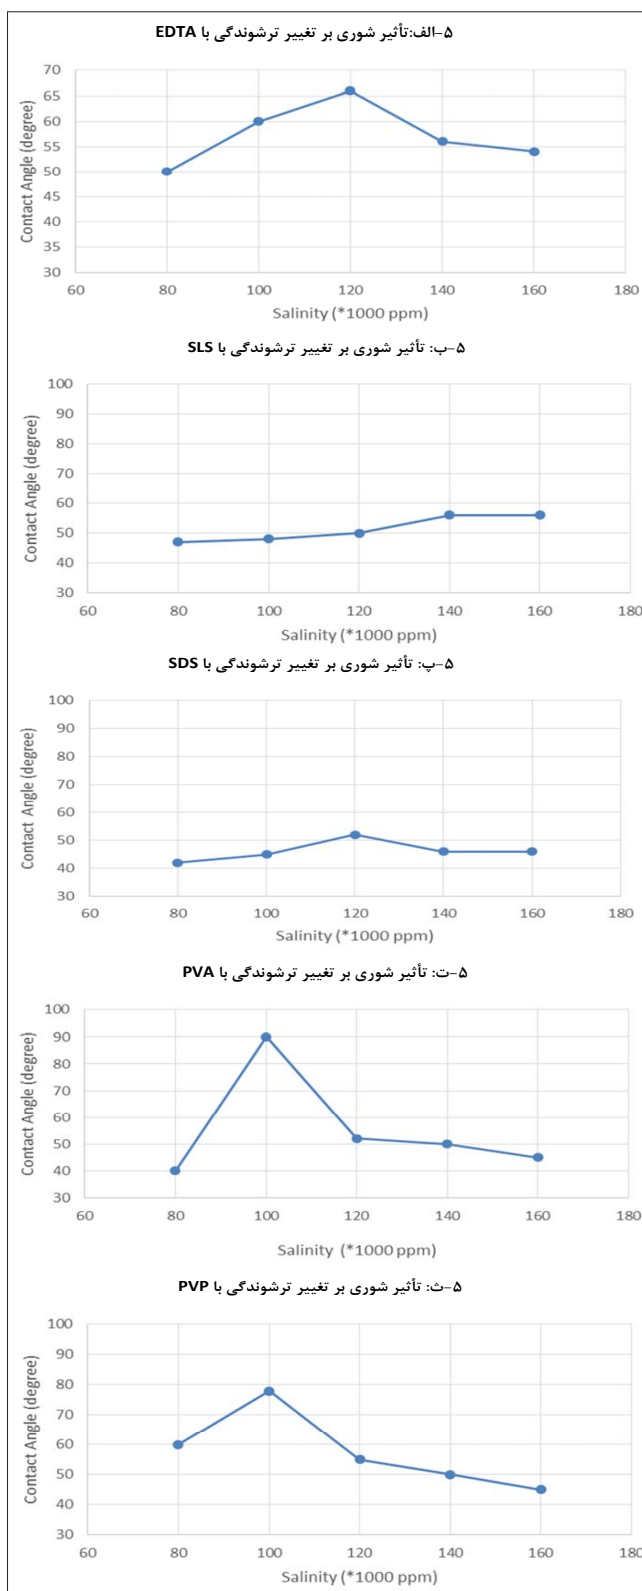 ۵-الف:تأثیر شوری بر تغییر ترشوندگی با EDTA
70
65
60
55
50
45
40
35
30
Contact Angle (degree)
60 80 100 120 140 160 180
Salinity (*1000 ppm)
۵-ب: تأثیر شوری بر تغییر ترشوندگی با SLS
100
90
80
70
60
50
40
30
Contact Angle (degree)
60 80 100 120 140 160 180
Salinity (*1000 ppm)
۵-پ: تأثیر شوری بر تغییر ترشوندگی با SDS
100
90
80
70
60
50
40
30
Contact Angle (degree)
60 80 100 120 140 160 180
Salinity (*1000 ppm)
۵-ت: تأثیر شوری بر تغییر ترشوندگی با PVA
100
90
80
70
60
50
40
30
Contact Angle (degree)
60 80 100 120 140 160 180
Salinity (*1000 ppm)
۵-ث: تأثیر شوری بر تغییر ترشوندگی با PVP
100
90
80
70
60
50
40
30
Contact Angle (degree)
60 80 100 120 140 160 180
Salinity (*1000 ppm)